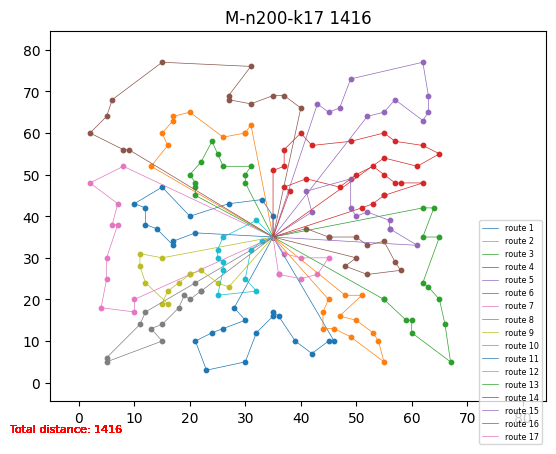 M-n200-k17 1416
80
70
60
50
40
30
20
10
0
0 10 20 30 40 50 60 70 80
route 1
route 2
route 3
route 4
route 5
route 6
route 7
route 8
route 9
route 10
route 11
route 12
route 13
route 14
route 15
route 16
route 17
Total distance: 1416